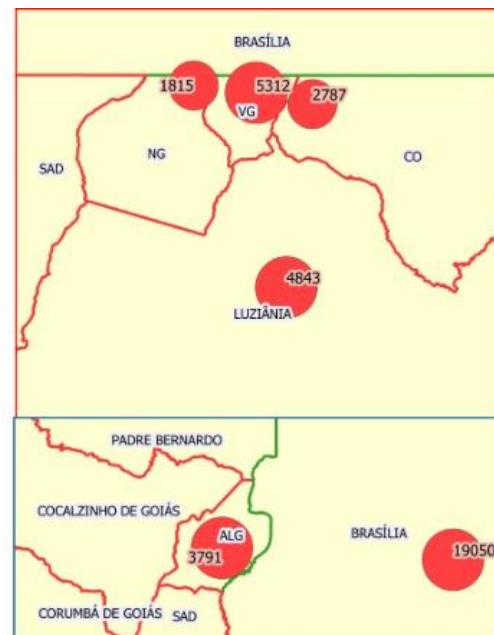 BRASÍLIA
1815
5312
2787
VG
NG
CO
SAD
4843
LUZIÂNIA
PADRE BERNARDO
COCALZINHO DE GOIÁS
ALG
BRASÍLIA
3791
19050
CORUMBÁ DE GOIÁS
SAD